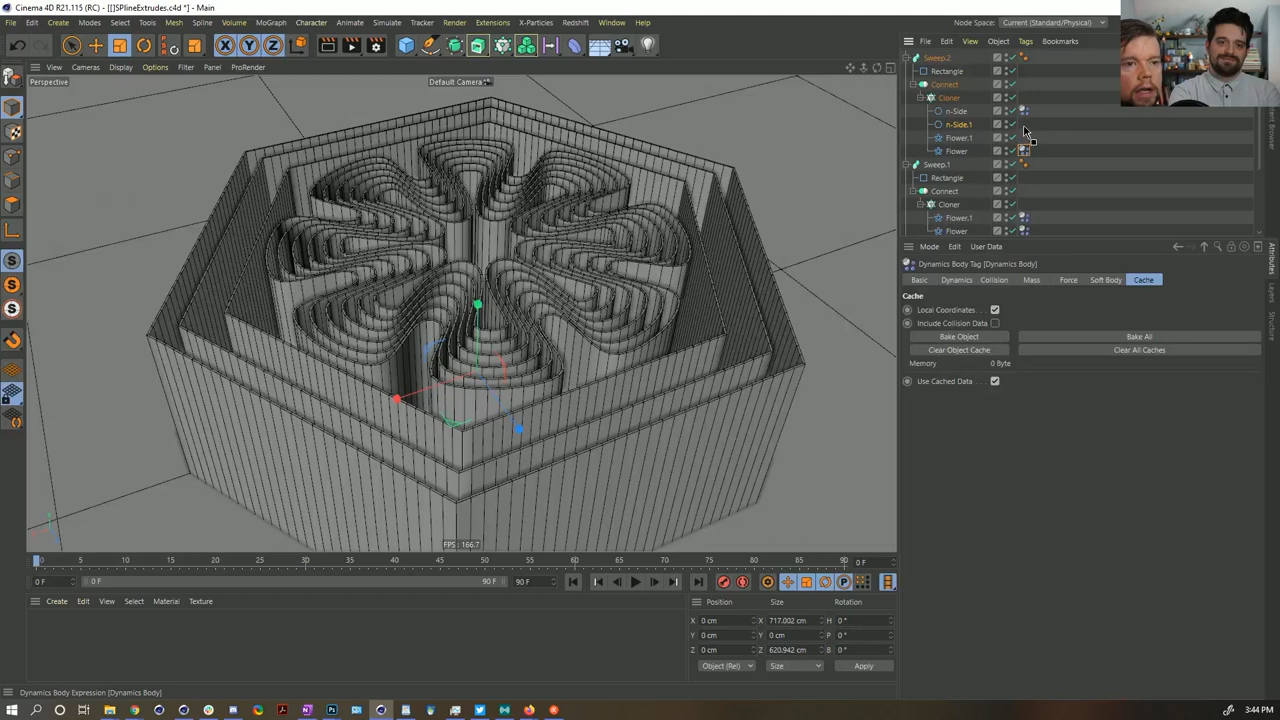 Cinema 4D R21.115 (RC) - [[]SPlineExtrudes.c4d *] - Main
File Edit Create Modes Select Tools Mesh Spline Volume MoGraph Character Animate Simulate Tracker Render Extensions X-Particles Redshift Window Help Node Space: Current (Standard/Physical)
View Cameras Display Options Filter Panel ProRender
Perspective Default Camera
File Edit View Object Tags Bookmarks
Sweep.2
Rectangle
Connect
Cloner
n-Side
n-Side.1
Flower.1
Flower
Sweep.1
Rectangle
Connect
Cloner
Flower.1
Flower
Mode Edit User Data
Dynamics Body Tag [Dynamics Body]
Basic Dynamics Collision Mass Force Soft Body Cache
Cache
Local Coordinates
Include Collision Data
Bake Object Bake All
Clear Object Cache Clear All Caches
Memory 0 Byte
Use Cached Data
Attributes
Layers
Structure
FPS : 166.7
0 5 10 15 20 25 30 35 40 45 50 55 60 65 70 75 80 85 90 0 F
0 F 0 F 90 F 90 F
Create Edit View Select Material Texture
Position Size Rotation
X 0 cm X 717.002 cm H 0 °
Y 0 cm Y 0 cm P 0 °
Z 0 cm Z 620.942 cm B 0 °
Object (Rel) Size Apply
Dynamics Body Expression [Dynamics Body]
3:44 PM